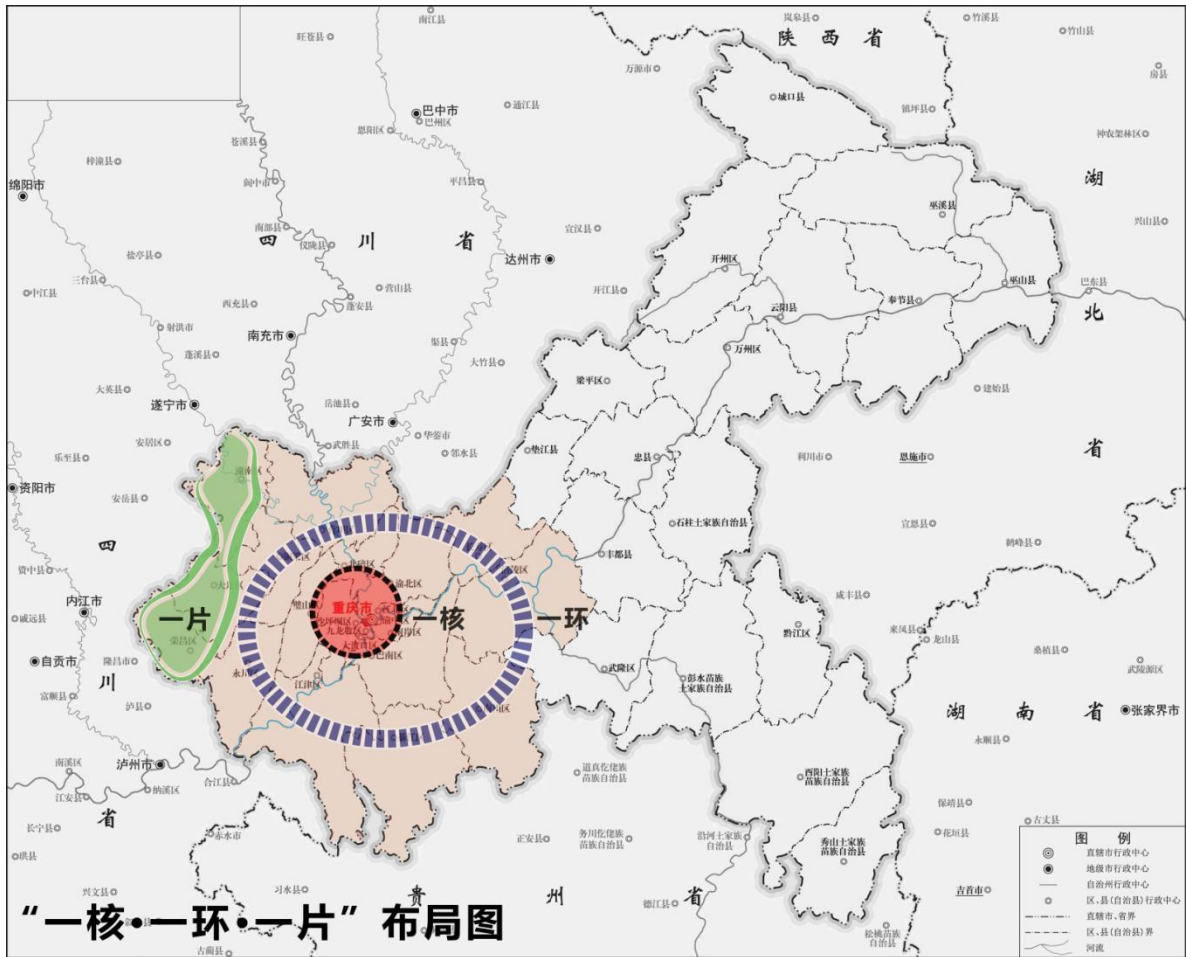 南江县
岚皋县
竹溪县
旺苍县
陕西省
竹山县
万源市
房县
城口县
通江县
巴中市
巴州区
镇坪县
恩阳区
神农架林区
苍溪县
梓潼县
湖
绵阳市
阆中市
平昌县
巫溪县
兴山县
南部县
宣汉县
四川省
仪陇县
盐亭县
达州市
开州区
三台县
中江县
营山县
开江县
巫山县
巴东县
西充县
蓬安县
奉节县
云阳县
北
射洪市
南充市
渠县
万州区
蓬溪县
大竹县
梁平区
大英县
建始县
遂宁市
岳池县
广安市
华蓥市
安居区
武胜县
邻水县
垫江县
忠县
省
乐至县
潼南区
利川市
恩施市
资阳市
安岳县
石柱土家族自治县
宣恩县
四
丰都县
鹤峰县
资中县
渝北区
内江市
璧山
重庆市
咸丰县
威远县
一片
一核
一环
黔江区
来凤县
龙山县
荣昌区
九龙坡区
桑植县
自贡市
隆昌市
巴南区
武隆区
武陵源区
川
永川
江津区
彭水苗族
土家族自治县
富顺县
泸县
湖南省
张家界市
永顺县
泸州市
南溪区
合江县
道真仡佬族
苗族自治县
酉阳土家族
苗族自治县
江安县
纳溪区
保靖县
省
古丈县
长宁县
赤水市
正安县
务川仡佬族
苗族自治县
沿河土家族
自治县
花垣县
秀山土家族
苗族自治县
珙县
兴文县
习水县
贵州省
德江县
吉首市
“一核•一环•一片”布局图
松桃苗族
自治县
古蔺县
图例
直辖市行政中心
地级市行政中心
自治州行政中心
区、县(自治县)行政中心
直辖市、省界
区、县(自治县)界
河流